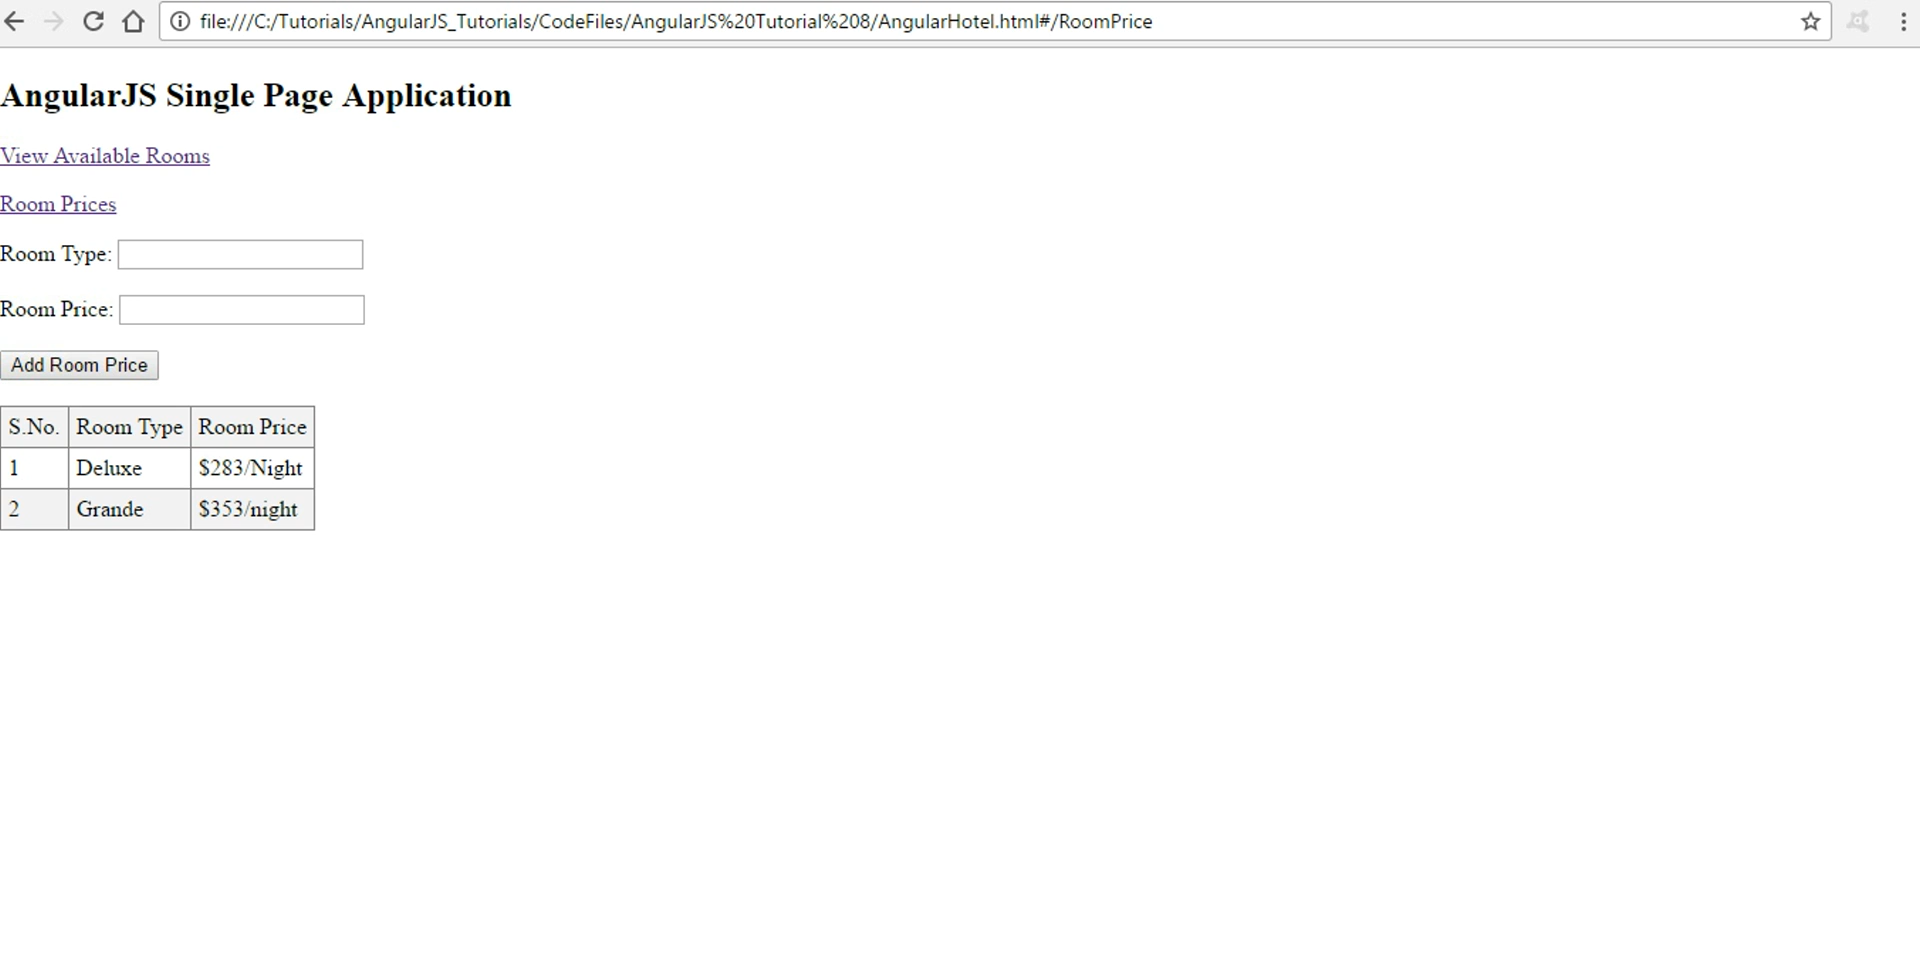 file:///C:/Tutorials/AngularJS_Tutorials/CodeFiles/AngularJS%20Tutorial%208/AngularHotel.html#/RoomPrice
AngularJS Single Page Application
View Available Rooms
Room Prices
Room Type:
Room Price:
Add Room Price
S.No. Room Type Room Price
1 Deluxe $283/Night
2 Grande $353/night